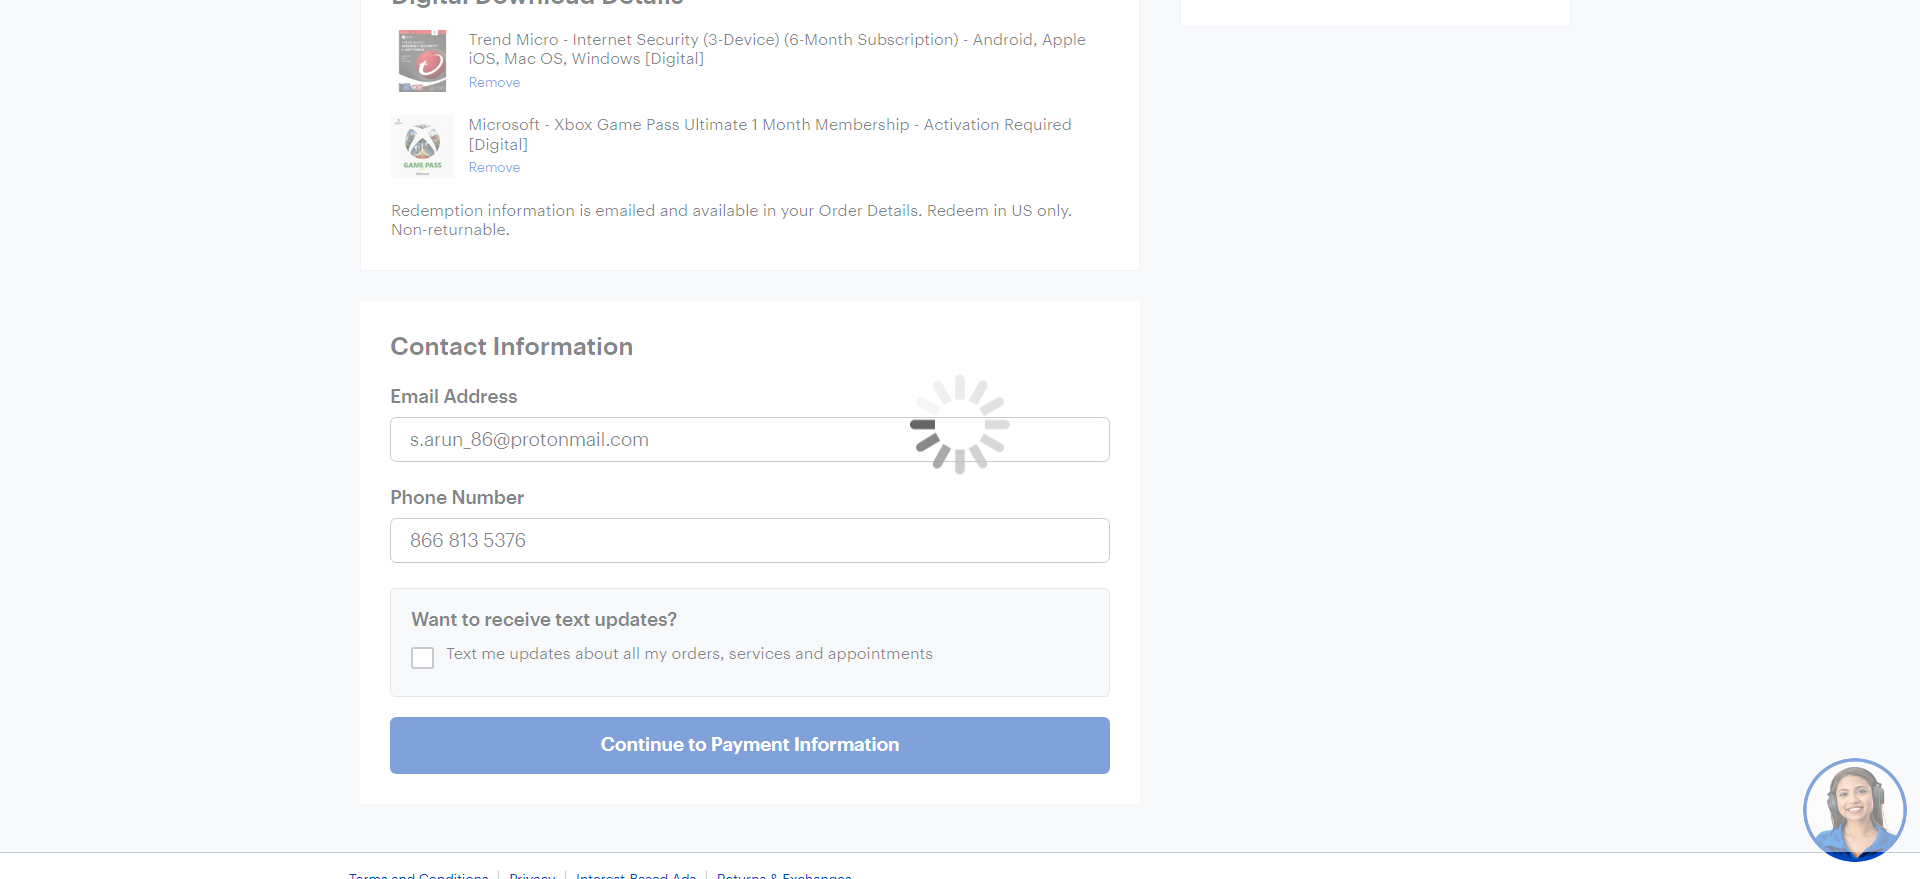 Digital Download Details
Trend Micro - Internet Security (3-Device) (6-Month Subscription) - Android, Apple
iOS, Mac OS, Windows [Digital]
Remove
Microsoft - Xbox Game Pass Ultimate 1 Month Membership - Activation Required
[Digital]
GAME PASS
Remove
Redemption information is emailed and available in your Order Details. Redeem in US only.
Non-returnable.
Contact Information
Email Address
s.arun_86@protonmail.com
Phone Number
866 813 5376
Want to receive text updates?
Text me updates about all my orders, services and appointments
Continue to Payment Information
Terms and Conditions
Privacy
Interest-Based Ads
Returns & Exchanges